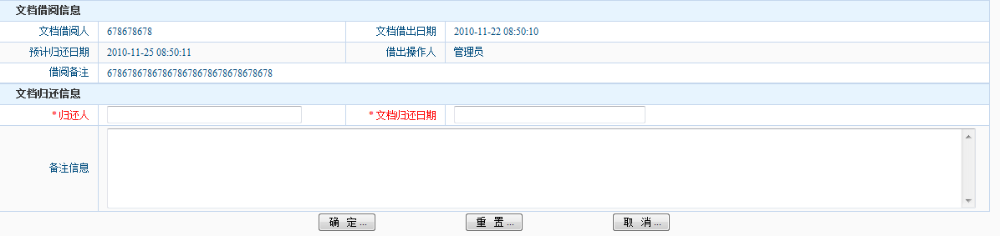 文档借阅信息
文档借阅人 678678678 文档借出日期 2010-11-22 08:50:10
预计归还日期 2010-11-25 08:50:11 借出操作人 管理员
借阅备注 678678678678678678678678678678678
文档归还信息
*归还人 *文档归还日期
备注信息
确 定... 重 置... 取 消...